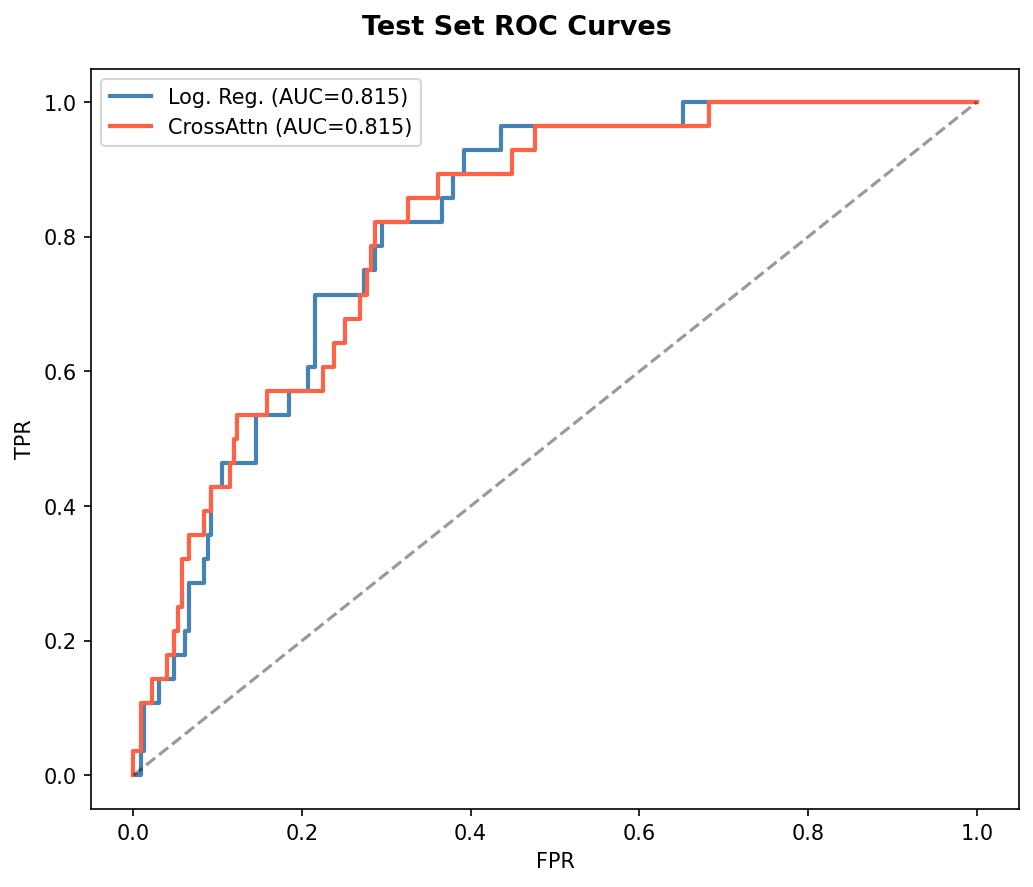 Test Set ROC Curves
Log. Reg. (AUC=0.815)
CrossAttn (AUC=0.815)
1.0
0.8
0.6
0.4
0.2
0.0
TPR
0.0 0.2 0.4 0.6 0.8 1.0
FPR